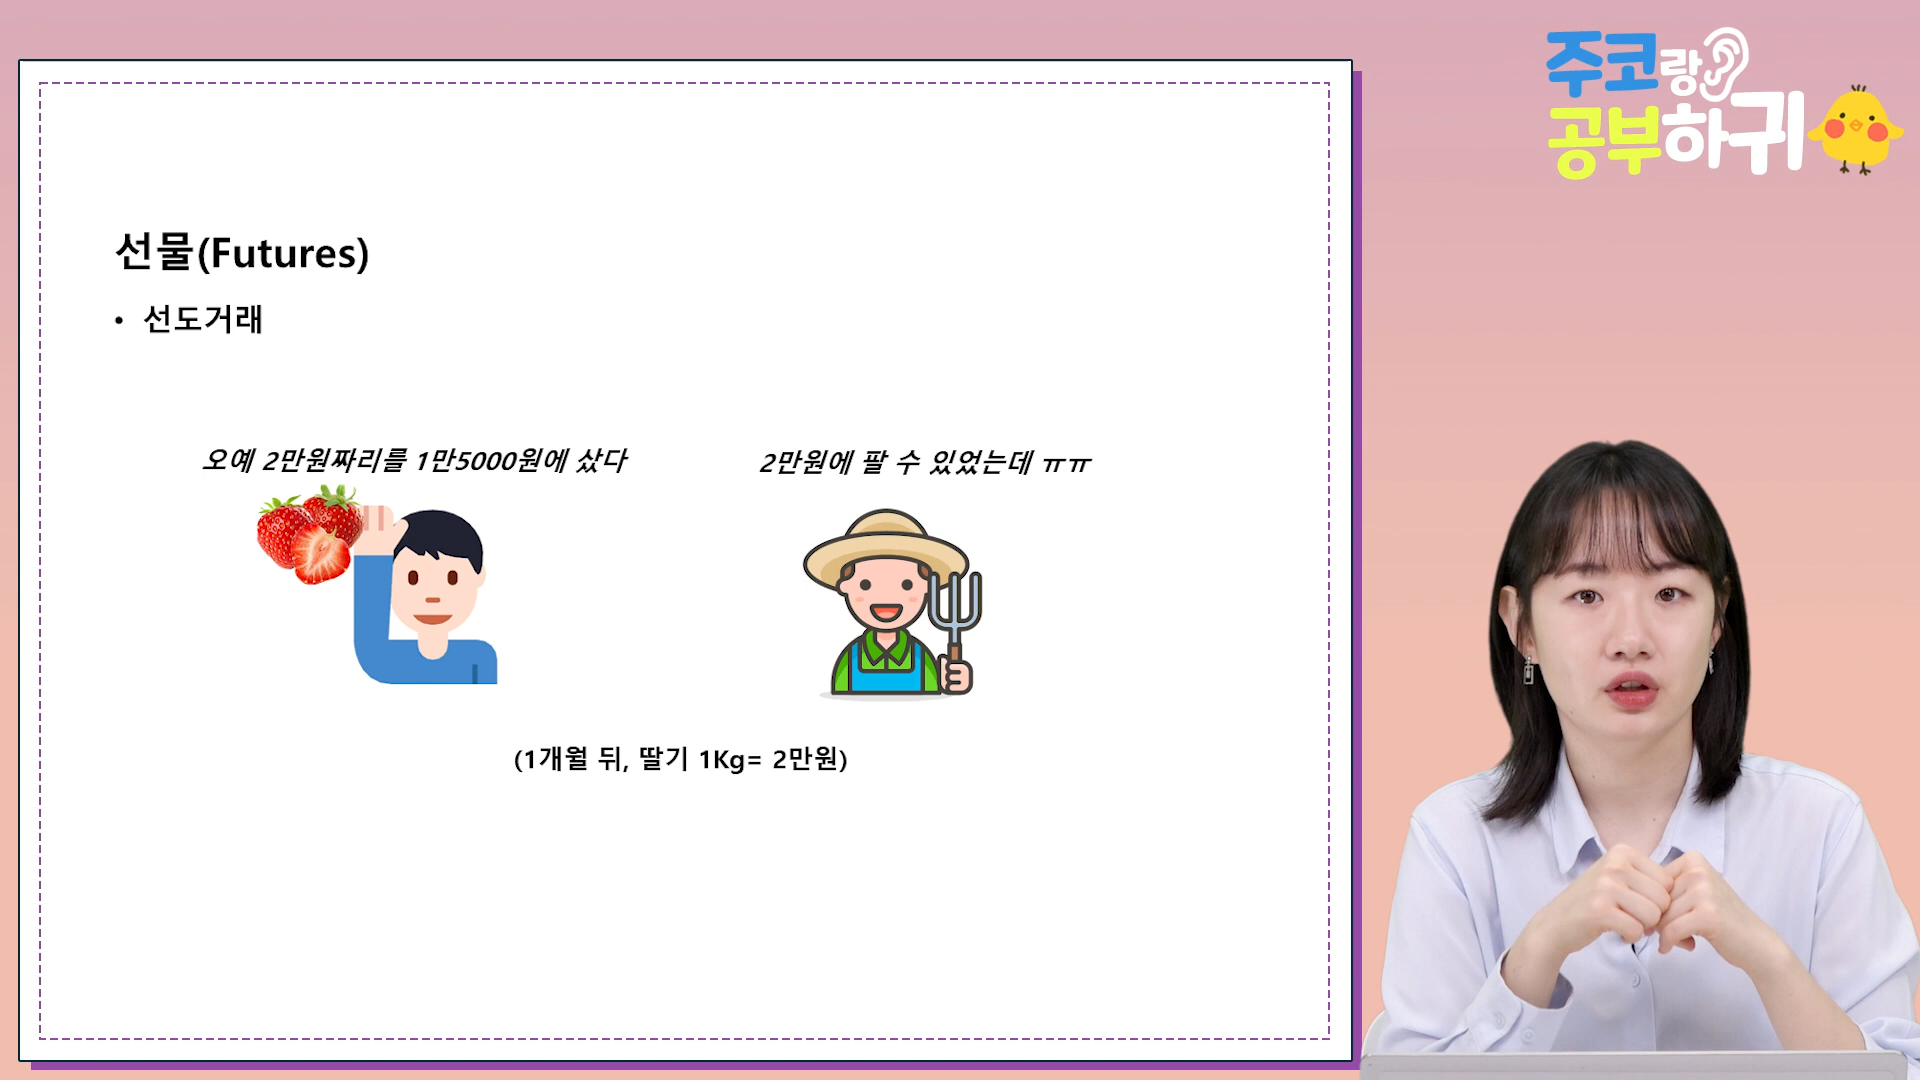 주코랑
공부하귀
선물(Futures)
• 선도거래
오예 2만원짜리를 1만5000원에 샀다
2만원에 팔 수 있었는데 ㅠㅠ
(1개월 뒤, 딸기 1Kg= 2만원)